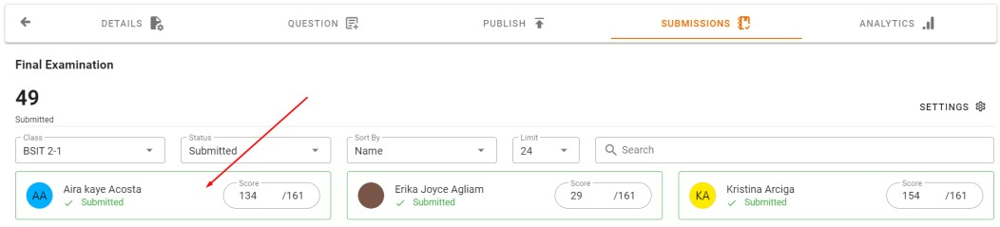 DETAILS QUESTION PUBLISH SUBMISSIONS ANALYTICS
Final Examination
49
Submitted
SETTINGS
Class Status Sort By Limit
BSIT 2-1 Submitted Name 24 Search
AA Aira kaye Acosta Submitted Score 134 /161
Erika Joyce Agliam Submitted Score 29 /161
KA Kristina Arciga Submitted Score 154 /161